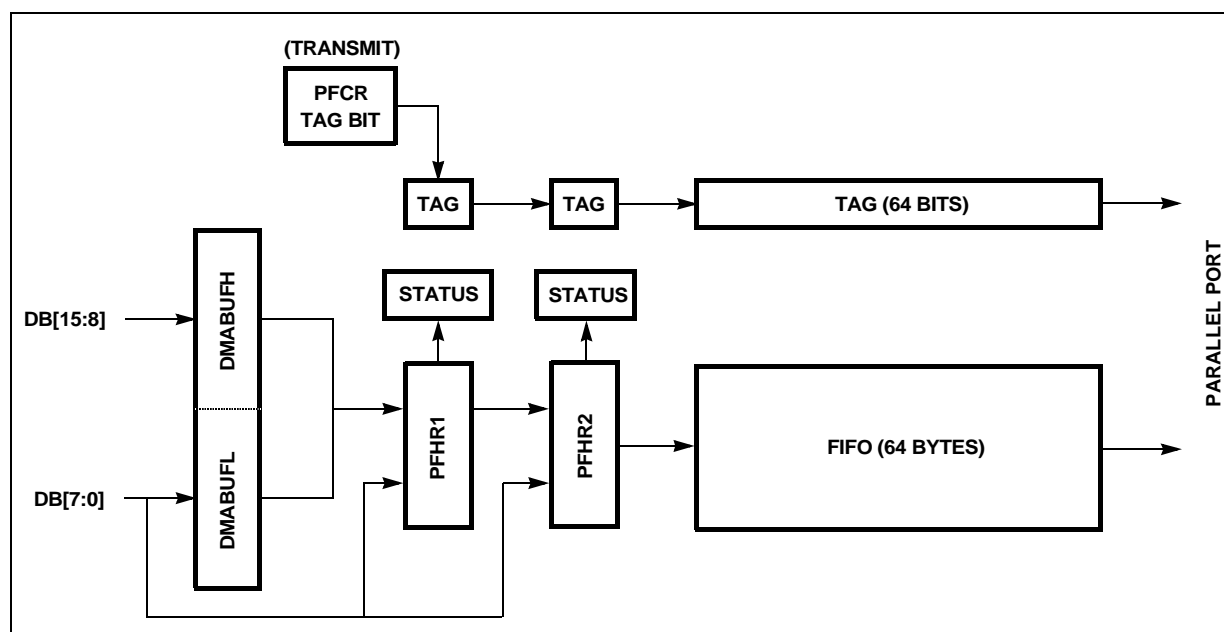 (TRANSMIT)
PFCR
TAG BIT
TAG
TAG
TAG (64 BITS)
STATUS
STATUS
DB[15:8]
DMABUFH
DB[7:0]
DMABUFL
PFHR1
PFHR2
FIFO (64 BYTES)
PARALLEL PORT